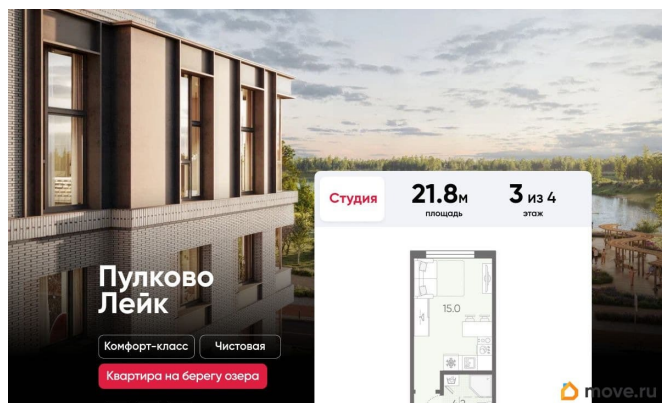 Студия
21.8м
площадь
3 из 4
этаж
15.0
Пулково
Лейк
Комфорт-класс
Чистовая
Квартира на берегу озера
move.ru